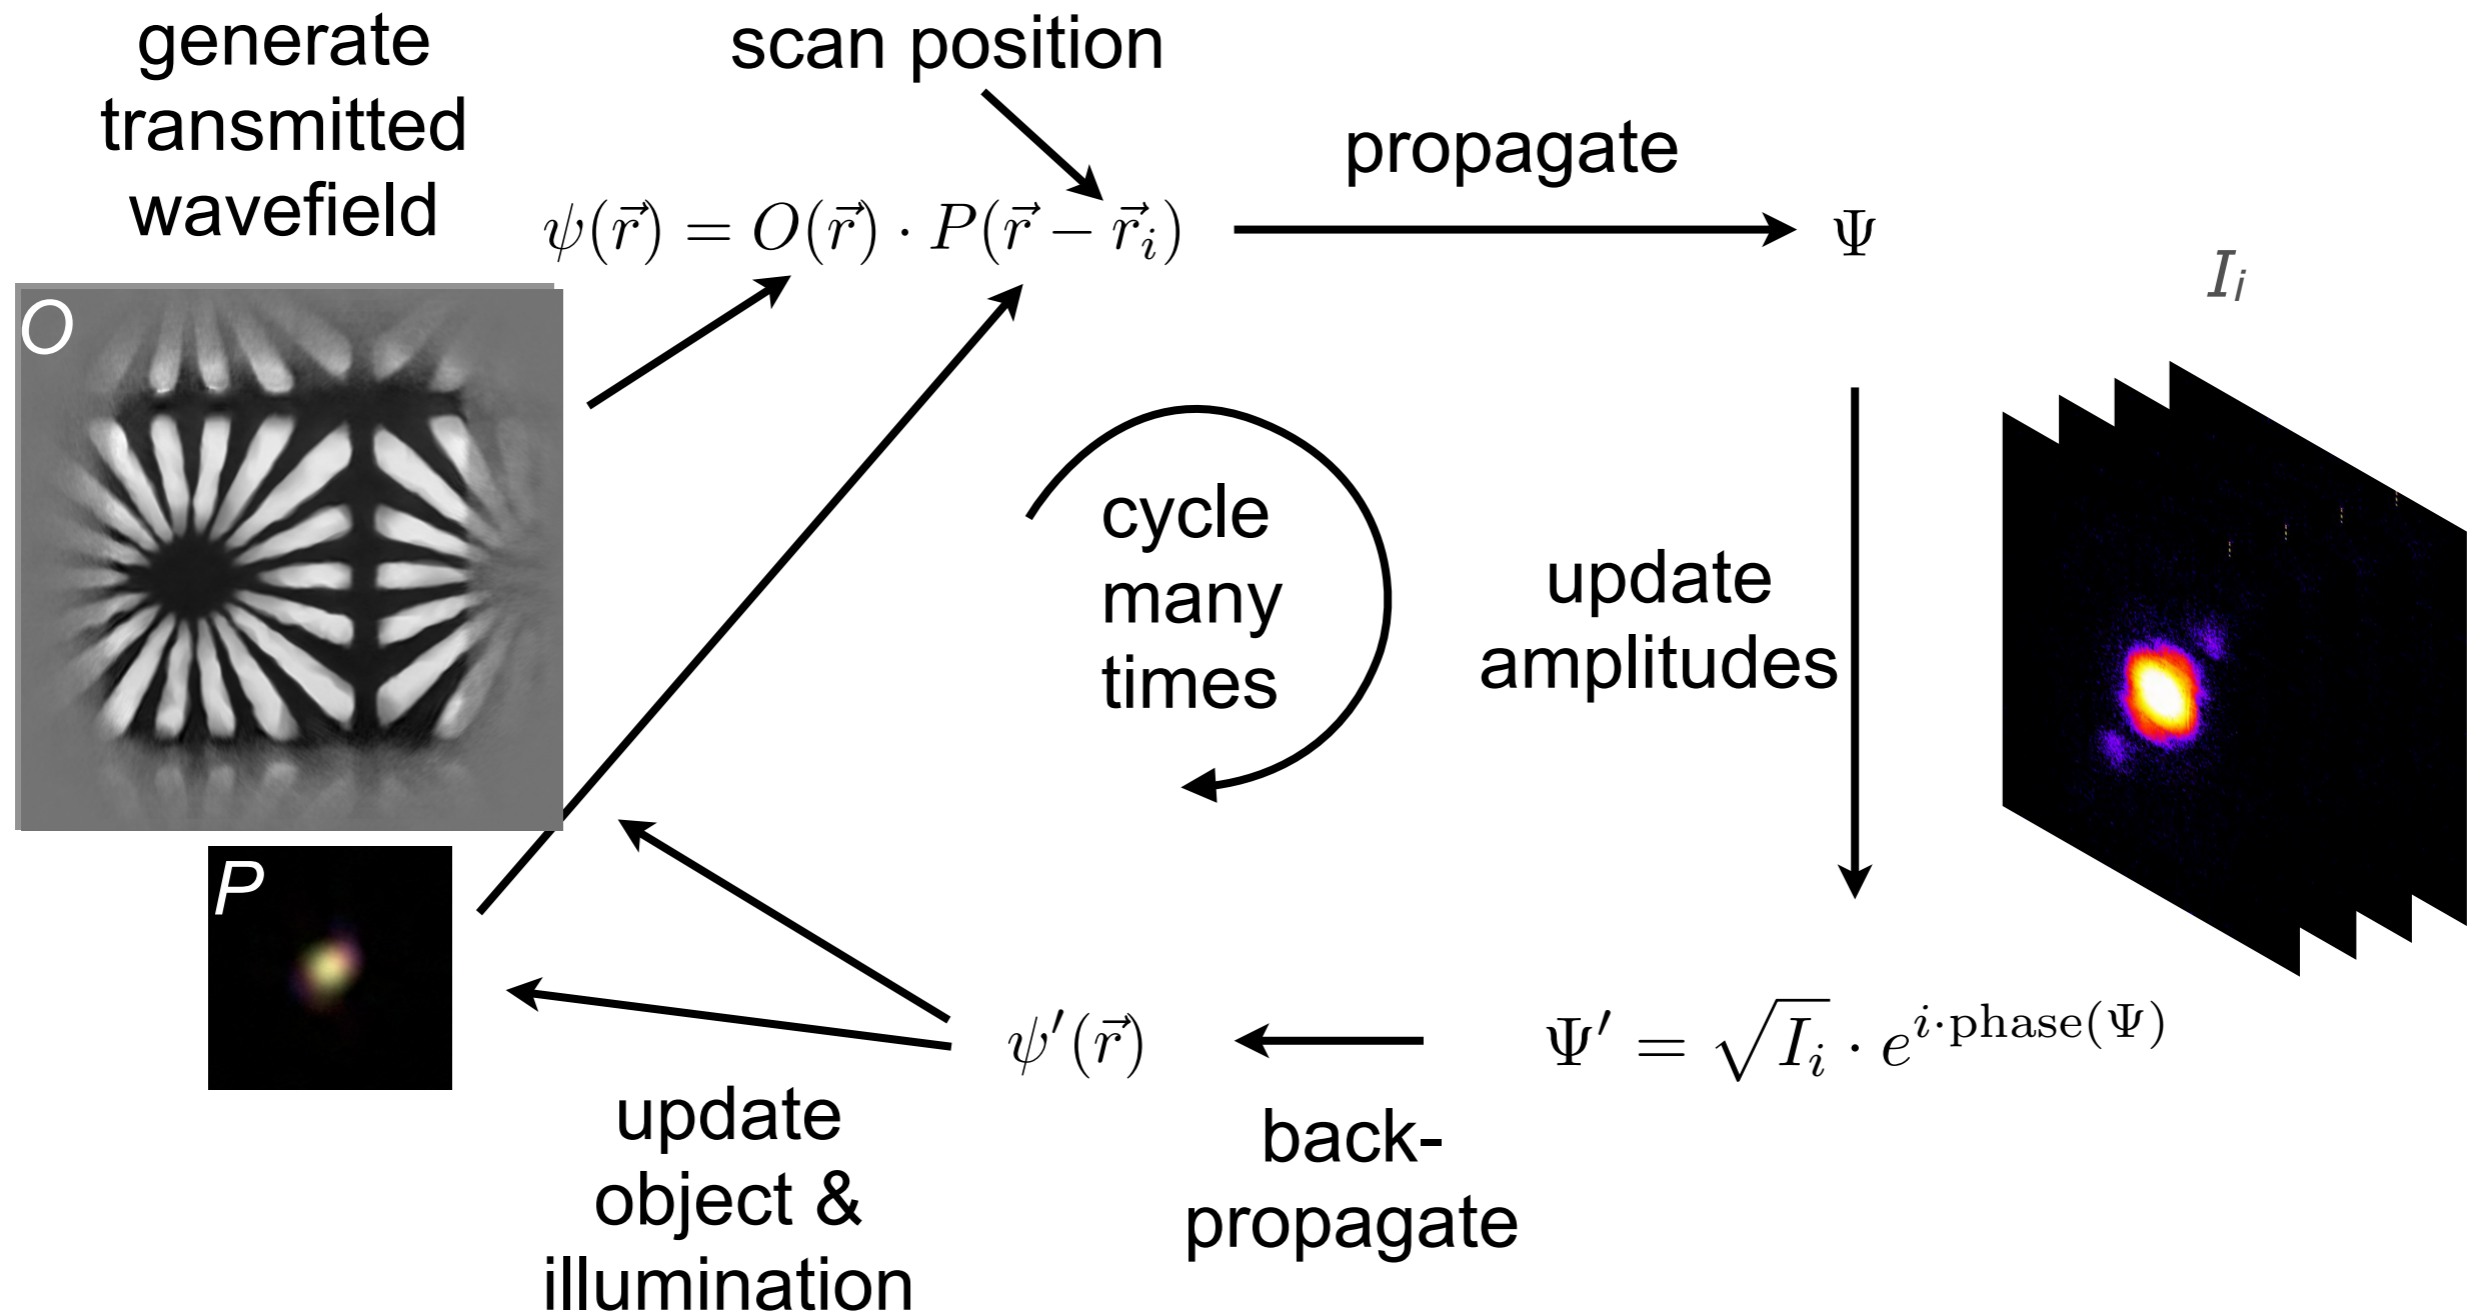 generate
transmitted
wavefield
scan position
propagate
ψ(r⃗) = O(r⃗) · P(r⃗ − r⃗ᵢ)
Ψ
Iᵢ
O
cycle
many
times
update
amplitudes
P
ψ′(r⃗)
Ψ′ = √Iᵢ · e^{i·phase(Ψ)}
update
object &
illumination
back-
propagate